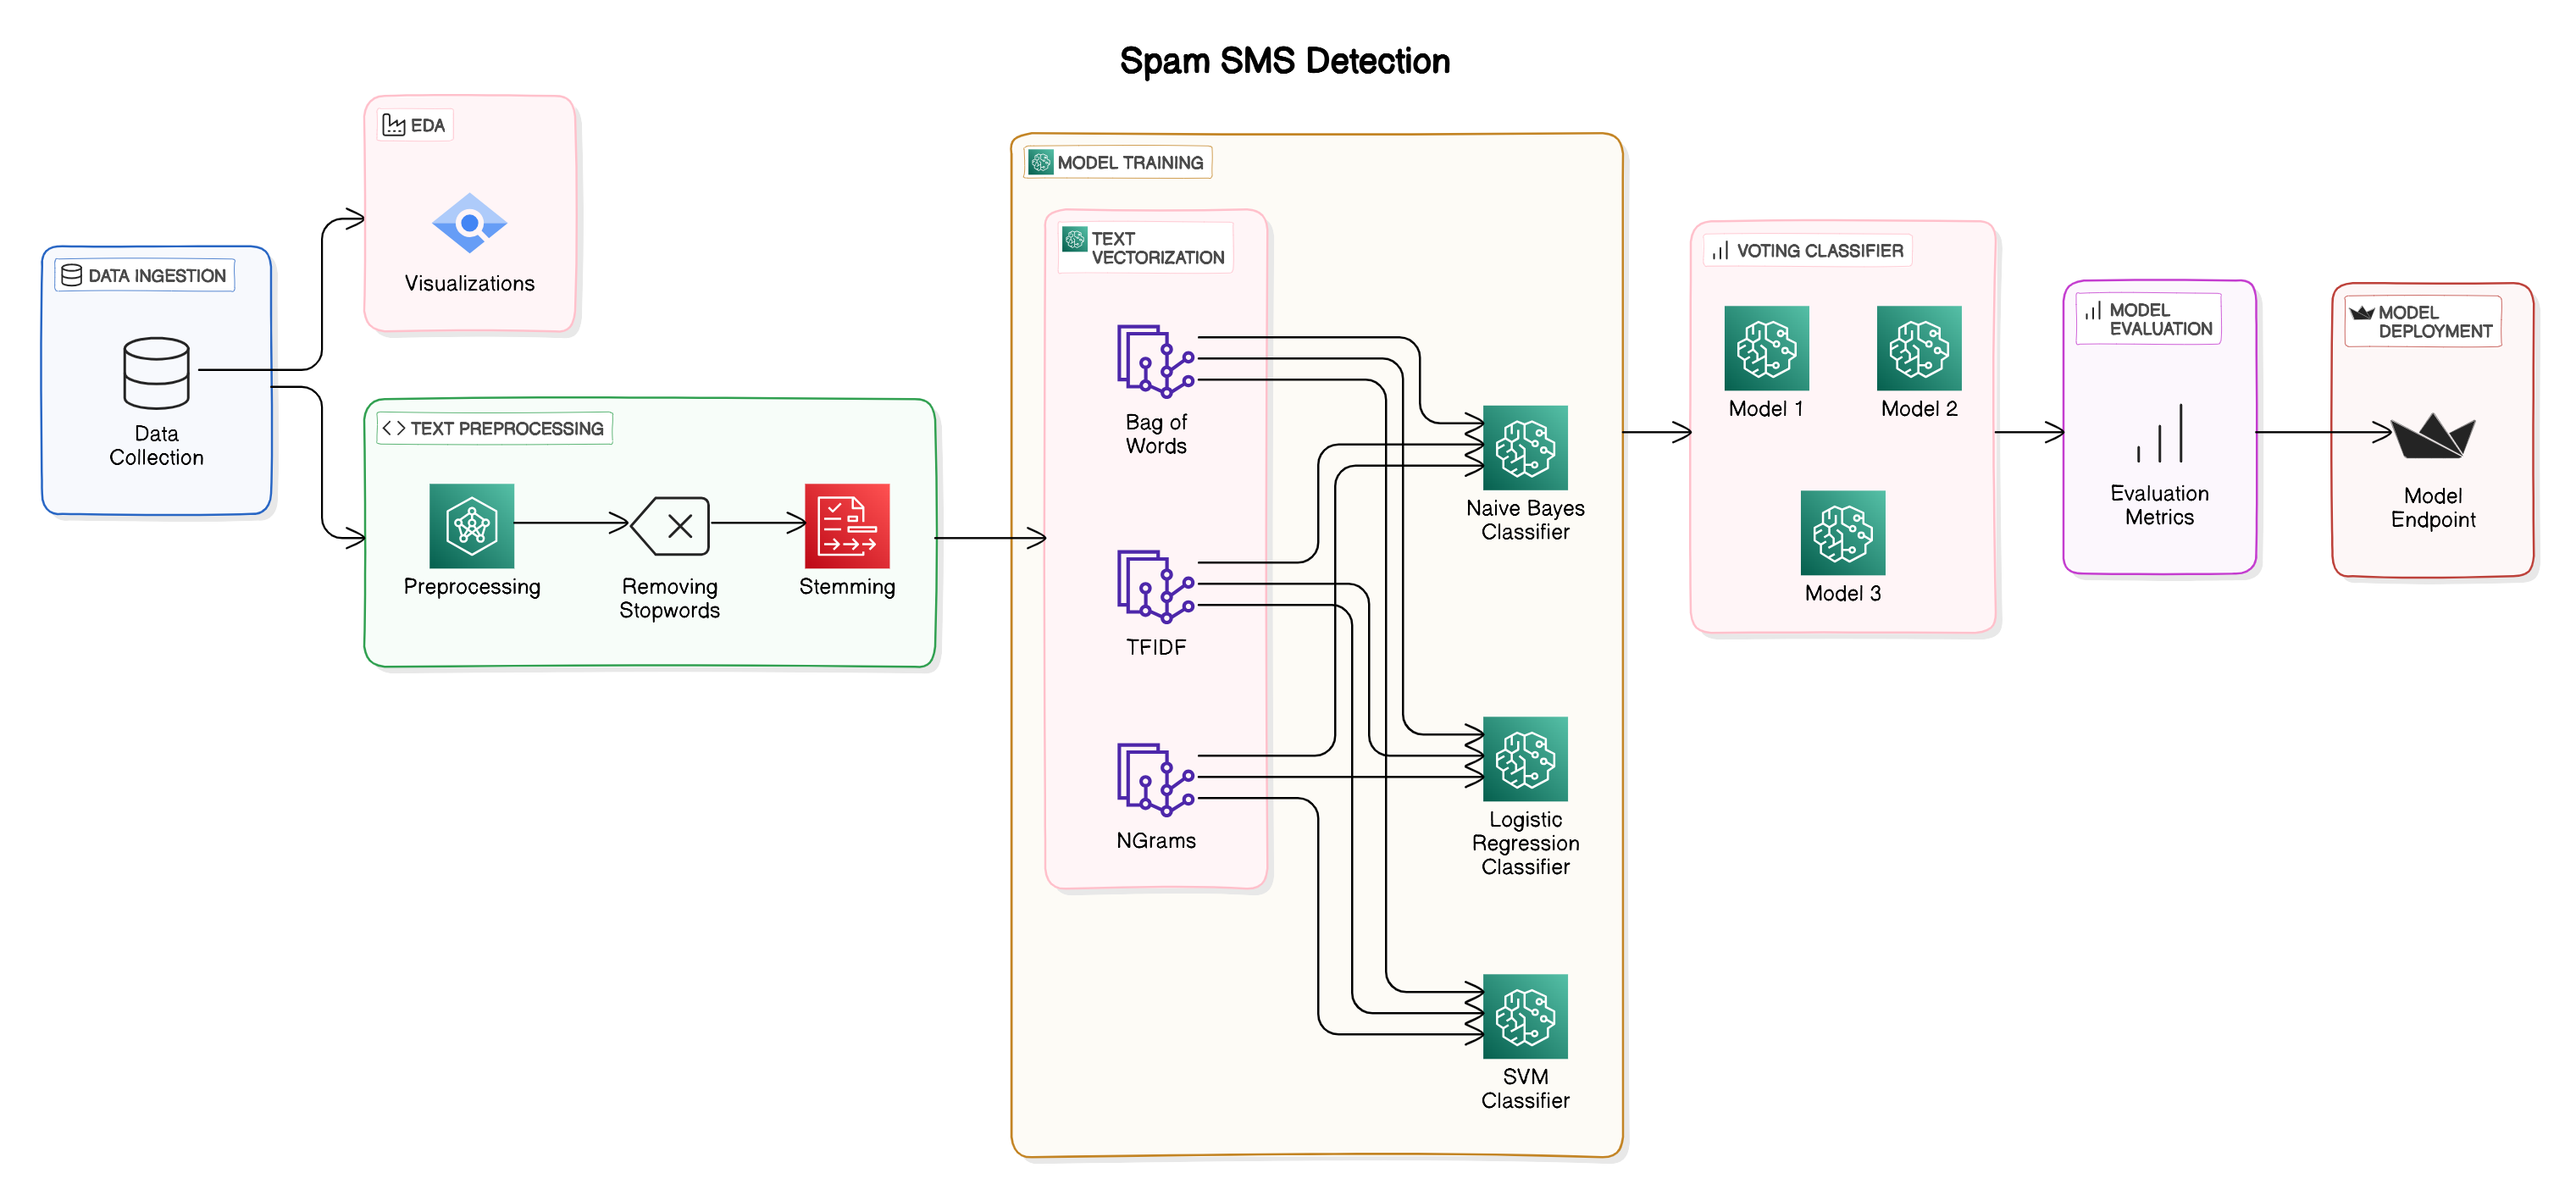 Spam SMS Detection
DATA INGESTION
Data
Collection
EDA
Visualizations
TEXT PREPROCESSING
Preprocessing
Removing
Stopwords
Stemming
MODEL TRAINING
TEXT
VECTORIZATION
Bag of
Words
TFIDF
NGrams
Naive Bayes
Classifier
Logistic
Regression
Classifier
SVM
Classifier
VOTING CLASSIFIER
Model 1
Model 2
Model 3
MODEL
EVALUATION
Evaluation
Metrics
MODEL
DEPLOYMENT
Model
Endpoint